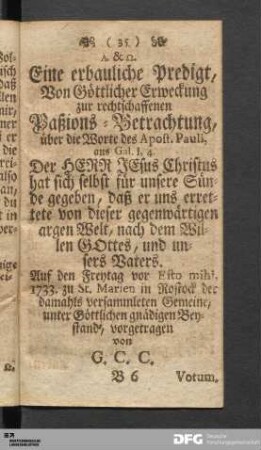 ( 35. )
A. & Ω.
Eine erbauliche Predigt,
Von Göttlicher Erweckung
zur rechtschaffenen
Paßions-Betrachtung,
über die Worte des Apost. Pauli,
aus Gal. I, 4.
Der HERR JEsus Christus
hat sich selbst für unsere Sün-
de gegeben, daß er uns erret-
tete von dieser gegenwärtigen
argen Welt, nach dem Wil-
len GOttes, und un-
sers Vaters.
Auf den Freytag vor Esto mihi.
1733. zu St. Marien in Rostock der
damahls versammleten Gemeine,
unter Göttlichen gnädigen Bey-
stand, vorgetragen
von
G. C. C.
B 6 Votum.
DFG